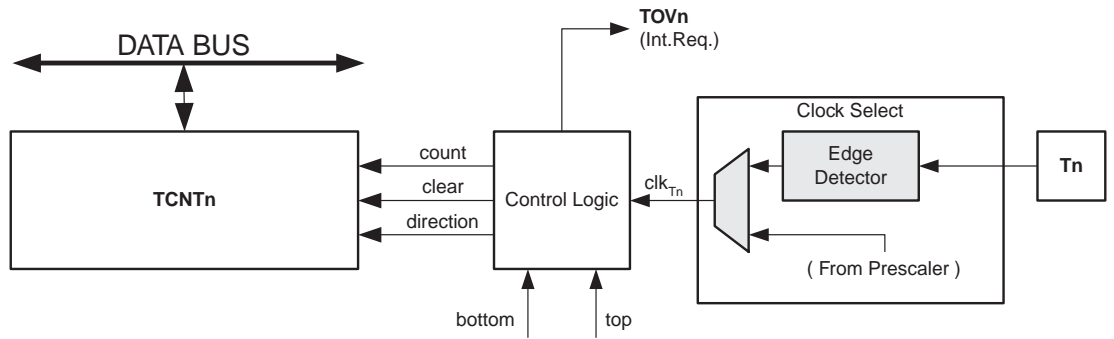 TOVn
(Int.Req.)
DATA BUS
Clock Select
count
clear
direction
TCNTn
Control Logic
clkTn
Edge
Detector
Tn
( From Prescaler )
bottom
top